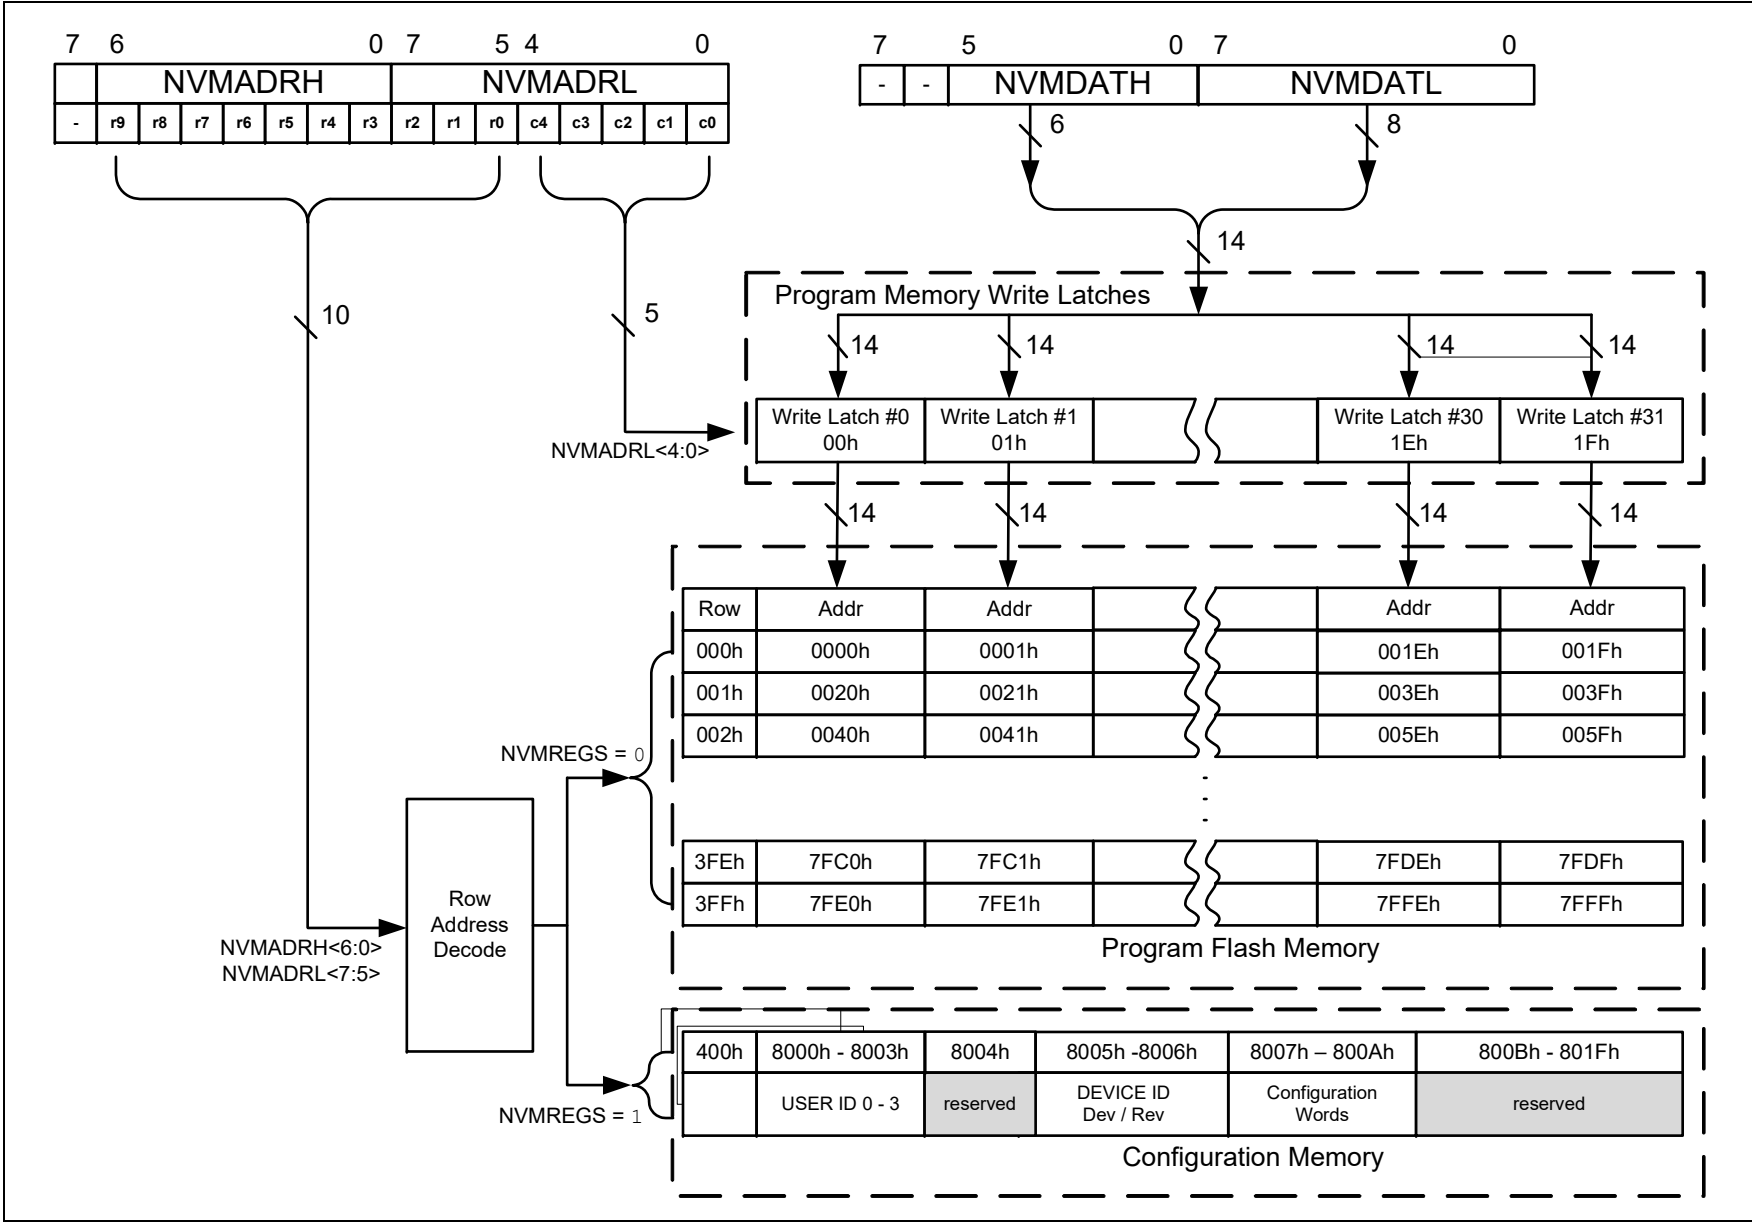 7 6 0 7 5 4 0
7 5 0 7 0
NVMADRH NVMADRL
- - NVMDATH NVMDATL
- r9 r8 r7 r6 r5 r4 r3 r2 r1 r0 c4 c3 c2 c1 c0
6 8
14
10 5
Program Memory Write Latches
14 14 14 14
Write Latch #0 Write Latch #1 Write Latch #30 Write Latch #31
00h 01h 1Eh 1Fh
NVMADRL<4:0>
14 14 14 14
Row Addr Addr Addr Addr
000h 0000h 0001h 001Eh 001Fh
001h 0020h 0021h 003Eh 003Fh
002h 0040h 0041h 005Eh 005Fh
NVMREGS = 0
3FEh 7FC0h 7FC1h 7FDEh 7FDFh
3FFh 7FE0h 7FE1h 7FFEh 7FFFh
Row
Address
Decode
NVMADRH<6:0>
NVMADRL<7:5>
Program Flash Memory
400h 8000h - 8003h 8004h 8005h -8006h 8007h – 800Ah 800Bh - 801Fh
USER ID 0 - 3 reserved DEVICE ID Configuration reserved
Dev / Rev Words
NVMREGS = 1
Configuration Memory